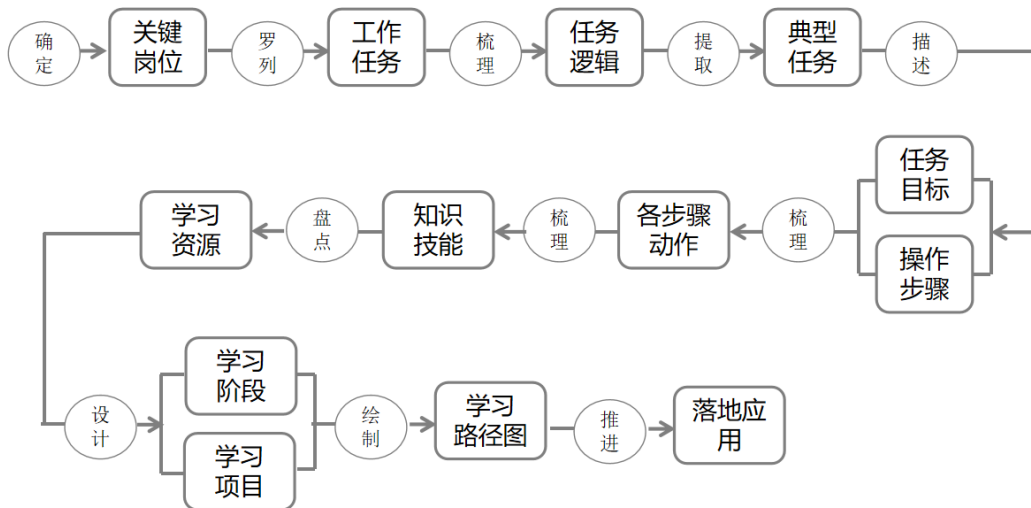 确
定
关键
岗位
罗
列
工作
任务
梳
理
任务
逻辑
提
取
典型
任务
描
述
任务
目标
操作
步骤
梳
理
各步骤
动作
梳
理
知识
技能
盘
点
学习
资源
设
计
学习
阶段
学习
项目
绘
制
学习
路径图
推
进
落地应
用